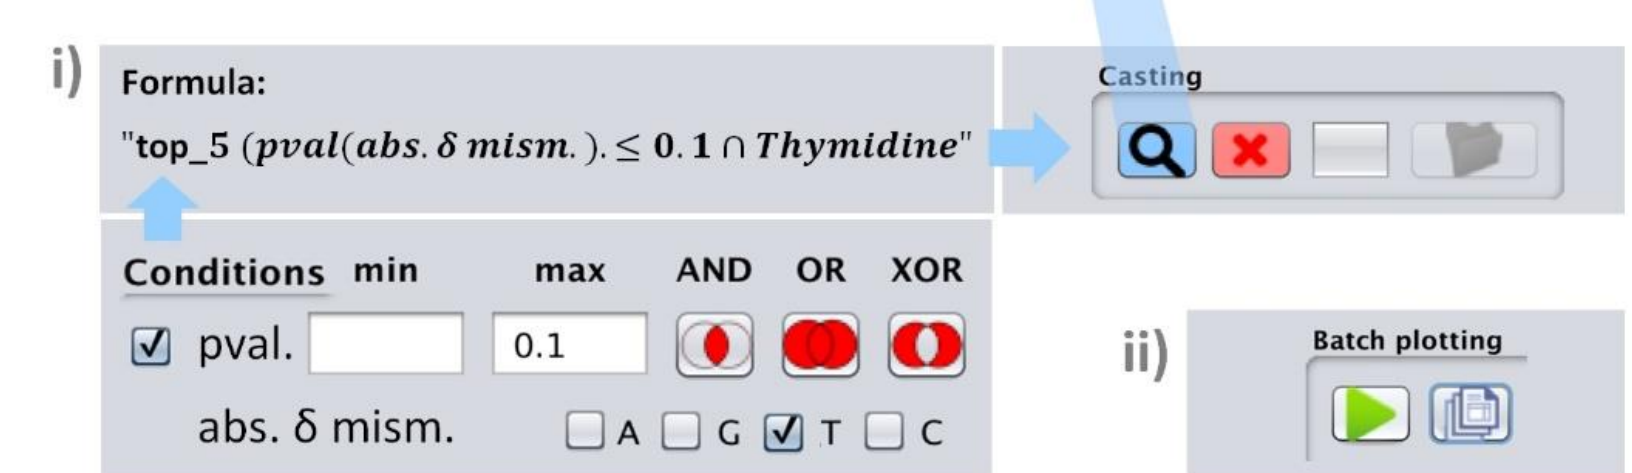 i)
Formula:
"top_5 (pval(abs. δ mism. ). ≤ 0. 1 ∩ Thymidine"
Casting
Conditions min max AND OR XOR
pval. 0.1
abs. δ mism. A G T C
ii)
Batch plotting